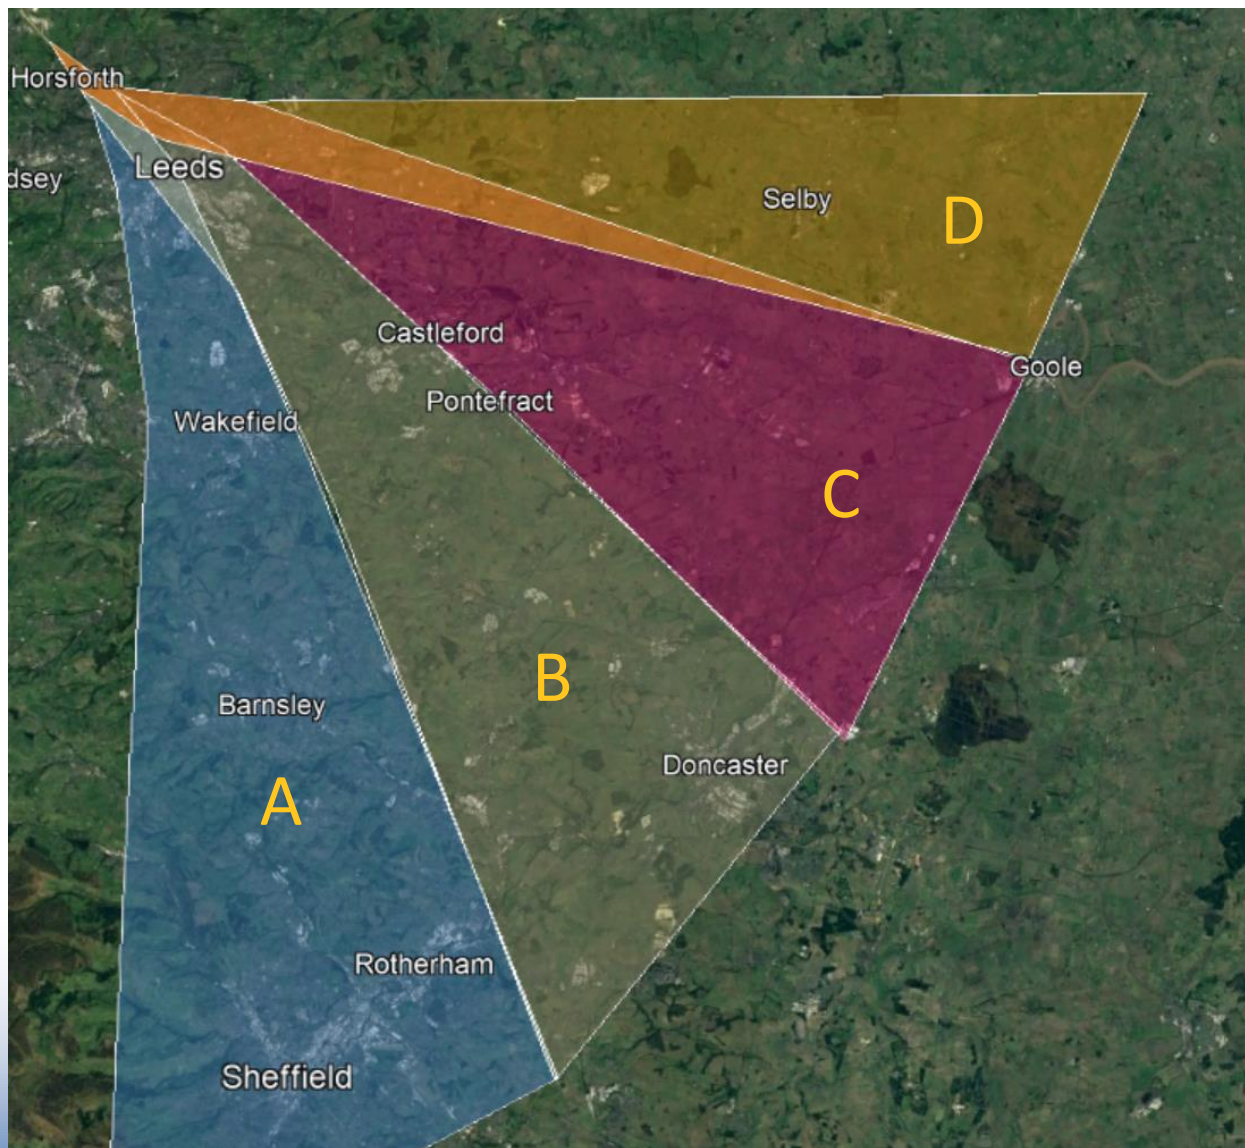 Horsforth
Leeds
dsey
Selby
D
Castleford
Goole
Pontefract
Wakefield
C
B
Barnsley
Doncaster
A
Rotherham
Sheffield